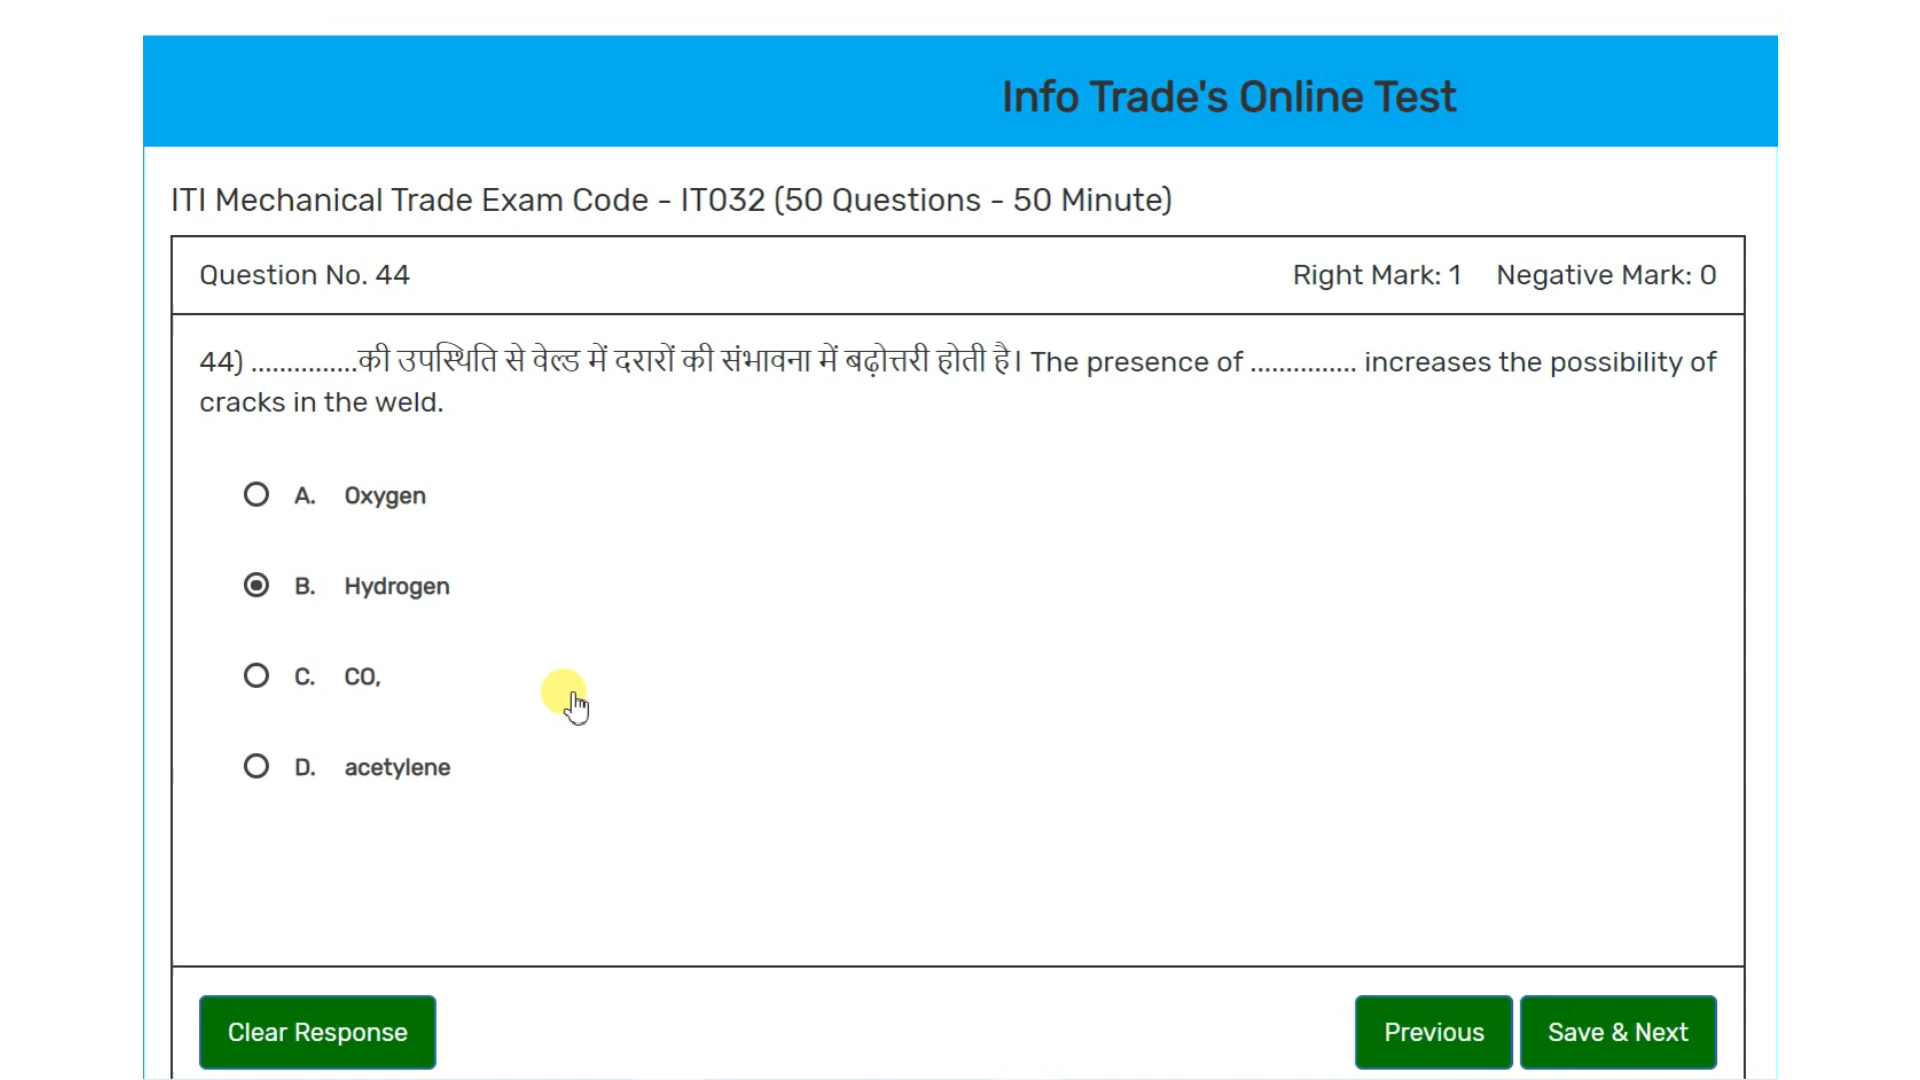 Info Trade's Online Test
ITI Mechanical Trade Exam Code - IT032 (50 Questions - 50 Minute)
Question No. 44 Right Mark: 1 Negative Mark: 0
44) ...............की उपस्थिति से वेल्ड में दरारों की संभावना में बढ़ोत्तरी होती है। The presence of ............... increases the possibility of
cracks in the weld.
A. Oxygen
B. Hydrogen
C. CO,
D. acetylene
Clear Response Previous Save & Next